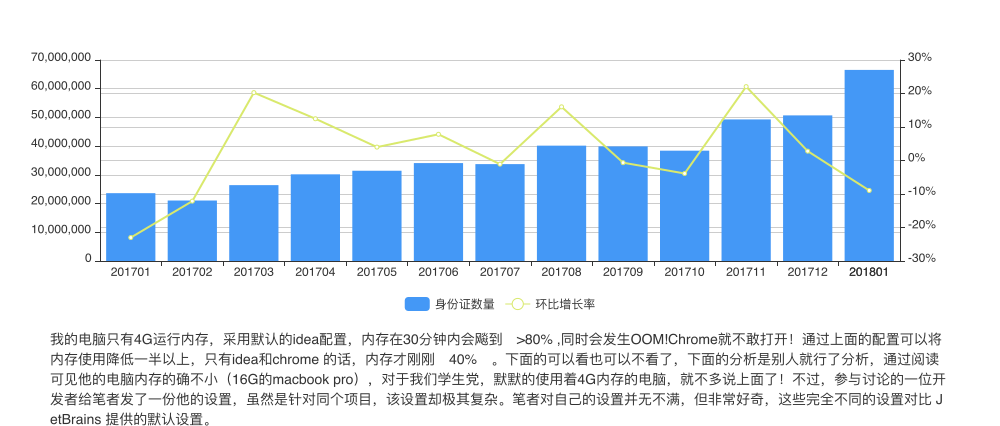 70,000,000
60,000,000
50,000,000
40,000,000
30,000,000
20,000,000
10,000,000
0
30%
20%
10%
0%
-10%
-20%
-30%
201701 201702 201703 201704 201705 201706 201707 201708 201709 201710 201711 201712 201801
身份证数量 环比增长率
我的电脑只有4G运行内存，采用默认的idea配置，内存在30分钟内会飚到 >80% ,同时会发生OOM!Chrome就不敢打开！通过上面的配置可以将
内存使用降低一半以上，只有idea和chrome 的话，内存才刚刚 40% 。下面的可以看也可以不看了，下面的分析是别人就行了分析，通过阅读
可见他的电脑内存的确不小（16G的macbook pro），对于我们学生党，默默的使用着4G内存的电脑，就不多说上面了！不过，参与讨论的一位开
发者给笔者发了一份他的设置，虽然是针对同个项目，该设置却极其复杂。笔者对自己的设置并无不满，但非常好奇，这些完全不同的设置对比 J
etBrains 提供的默认设置。